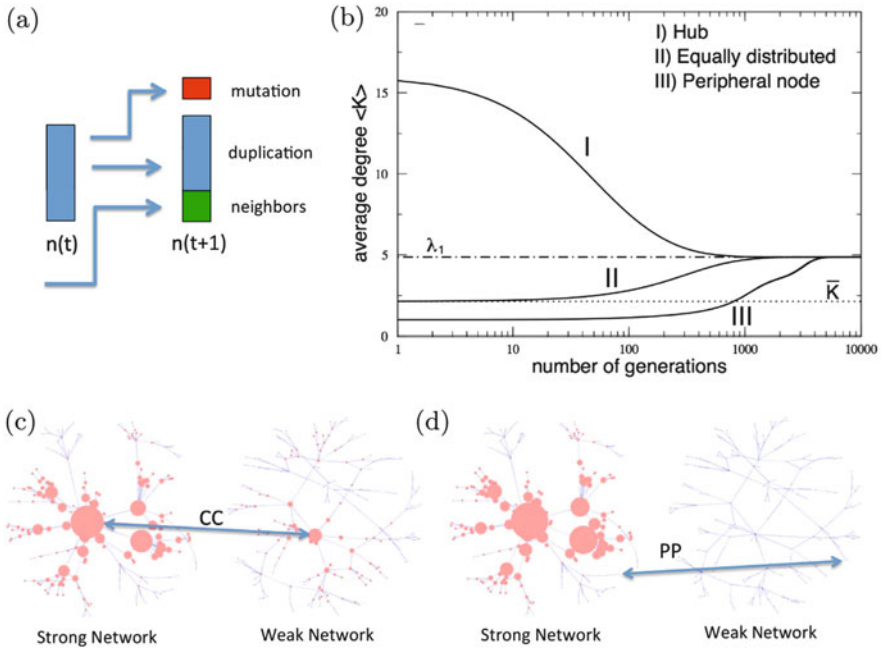 (a)
mutation
duplication
neighbors
n(t)
n(t+1)
(b)
average degree <K>
20
15
10
5
0
I) Hub
II) Equally distributed
III) Peripheral node
I
λ1
II
K̅
III
1
10
100
1000
10000
number of generations
(c)
CC
Strong Network
Weak Network
(d)
PP
Strong Network
Weak Network